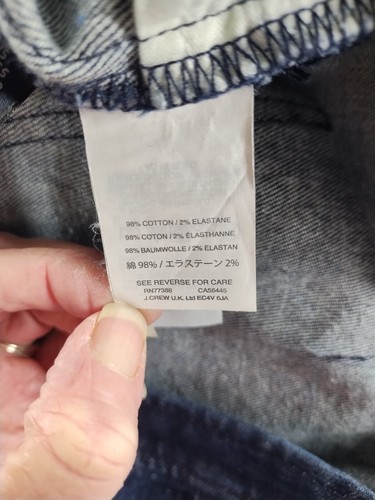 98% COTTON / 2% ELASTANE
98% COTON / 2% ÉLASTHANNE
98% BAUMWOLLE / 2% ELASTAN
綿 98% / エラステーン 2%
SEE REVERSE FOR CARE
RN77388 CA56445
J.CREW U.K. Ltd EC4V 6JA